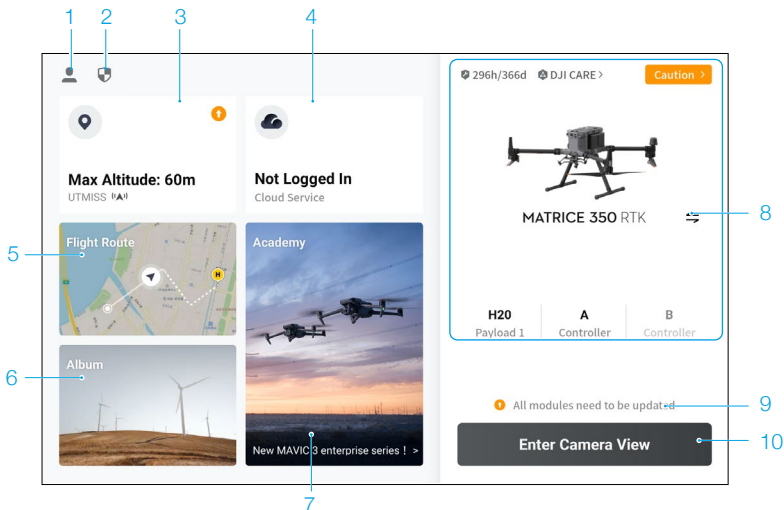 1
2
3
4
296h/366d
DJI CARE >
Caution >
Max Altitude: 60m
UTMISS
Not Logged In
Cloud Service
MATRICE 350 RTK
8
5
Flight Route
H
Academy
H20
Payload 1
A
Controller
B
Controller
6
Album
All modules need to be updated
9
New MAVIC 3 enterprise series! >
Enter Camera View
10
7